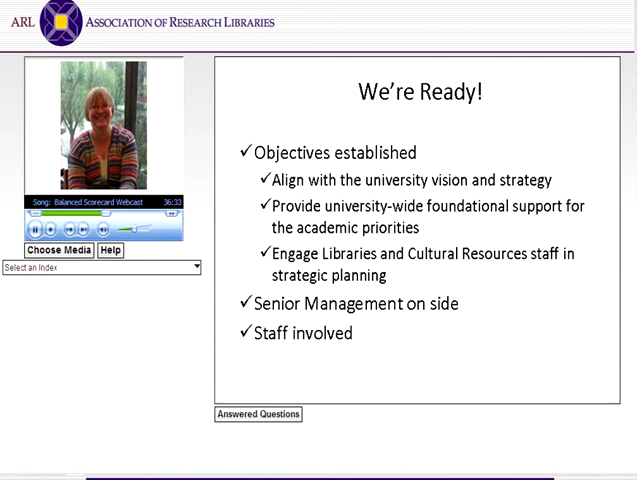 ARL ASSOCIATION OF RESEARCH LIBRARIES
We're Ready!
✓Objectives established
✓Align with the university vision and strategy
✓Provide university-wide foundational support for
the academic priorities
✓Engage Libraries and Cultural Resources staff in
strategic planning
✓Senior Management on side
✓Staff involved
Song: Balanced Scorecard Webcast 36:33
Choose Media Help
Select an Index
Answered Questions